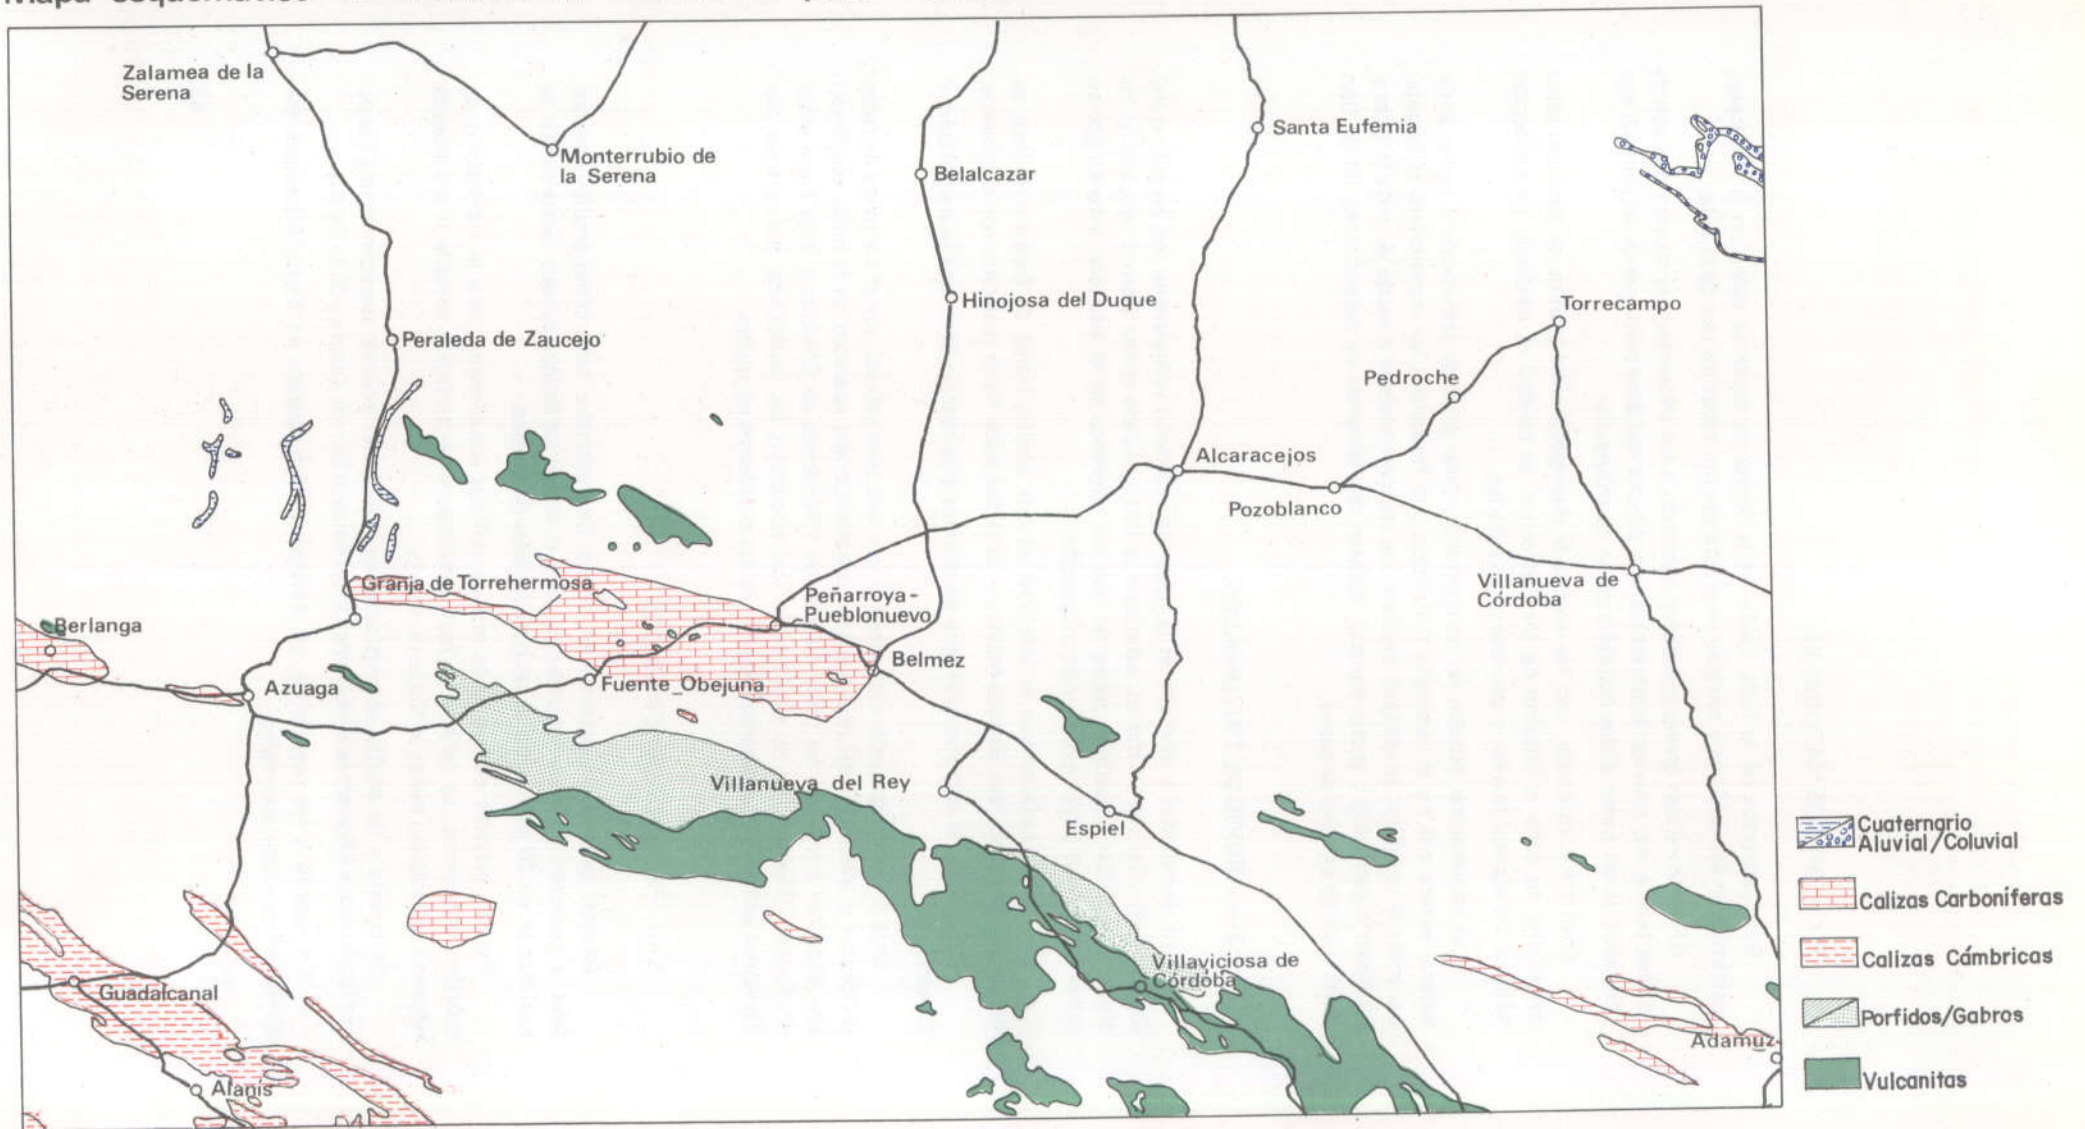 Mapa esquemático
Zalamea de la
Serena
Monterrubio de
la Serena
Santa Eufemia
Belalcazar
Hinojosa del Duque
Torrecampo
Peraleda de Zaucejo
Pedroche
Alcaracejos
Pozoblanco
Granja de Torrehermosa
Villanueva de
Córdoba
Peñarroya-
Pueblonuevo
Berlanga
Belmez
Azuaga
Fuente Obejuna
Villanueva del Rey
Espiel
Villaviciosa de
Córdoba
Guadalcanal
Adamuz
Alanís
Cuaternario
Aluvial/Coluvial
Calizas Carboníferas
Calizas Cámbricas
Porfidos/Gabros
Vulcanitas